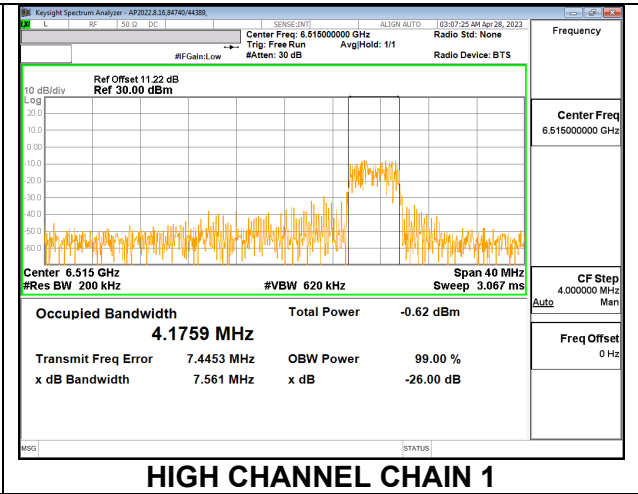 Keysight Spectrum Analyzer - AP2022.8.16,84740/44389,
L RF 50 Ω DC SENSE:INT ALIGN AUTO 03:07:25 AM Apr 28, 2023
Center Freq: 6.515000000 GHz Radio Std: None
Trig: Free Run Avg|Hold: 1/1
#IFGain:Low #Atten: 30 dB Radio Device: BTS
Frequency
Ref Offset 11.22 dB
10 dB/div Ref 30.00 dBm
Log
20.0
10.0
0.00
-10.0
-20.0
-30.0
-40.0
-50.0
-60.0
Center Freq
6.515000000 GHz
Center 6.515 GHz Span 40 MHz
#Res BW 200 kHz #VBW 620 kHz Sweep 3.067 ms
CF Step
4.000000 MHz
Auto Man
Occupied Bandwidth Total Power -0.62 dBm
4.1759 MHz
Transmit Freq Error 7.4453 MHz OBW Power 99.00 %
x dB Bandwidth 7.561 MHz x dB -26.00 dB
Freq Offset
0 Hz
MSG STATUS
HIGH CHANNEL CHAIN 1